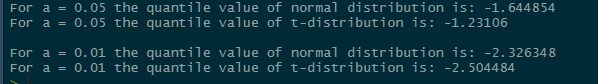 For a = 0.05 the quantile value of normal distribution is: -1.644854
For a = 0.05 the quantile value of t-distribution is: -1.23106
For a = 0.01 the quantile value of normal distribution is: -2.326348
For a = 0.01 the quantile value of t-distribution is: -2.504484
>